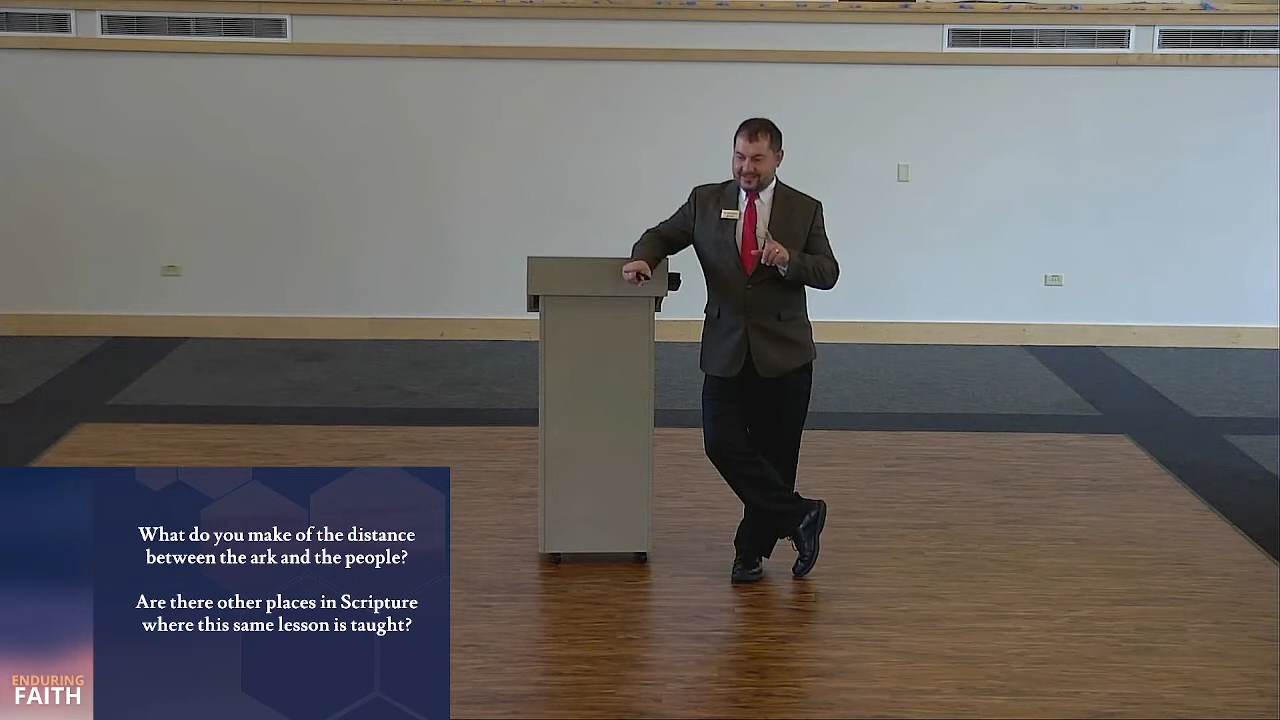 What do you make of the distance
between the ark and the people?
Are there other places in Scripture
where this same lesson is taught?
ENDURING
FAITH